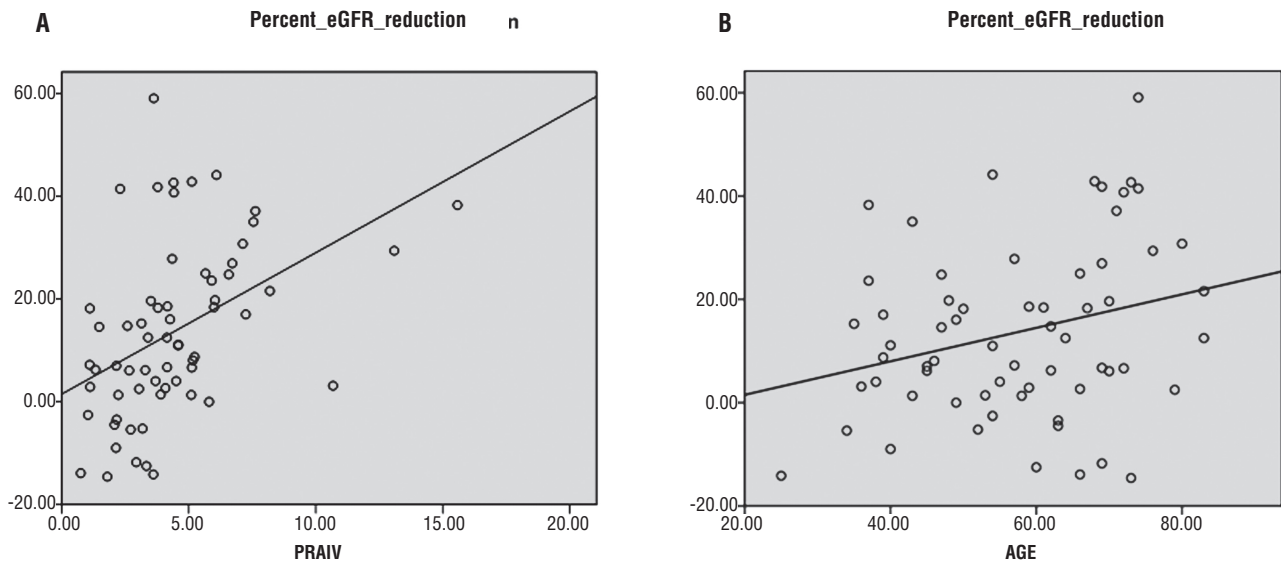 A
Percent_eGFR_reduction n
60.00
40.00
20.00
0.00
-20.00
0.00 5.00 10.00 15.00 20.00
PRAIV
B
Percent_eGFR_reduction
60.00
40.00
20.00
0.00
-20.00
20.00 40.00 60.00 80.00
AGE